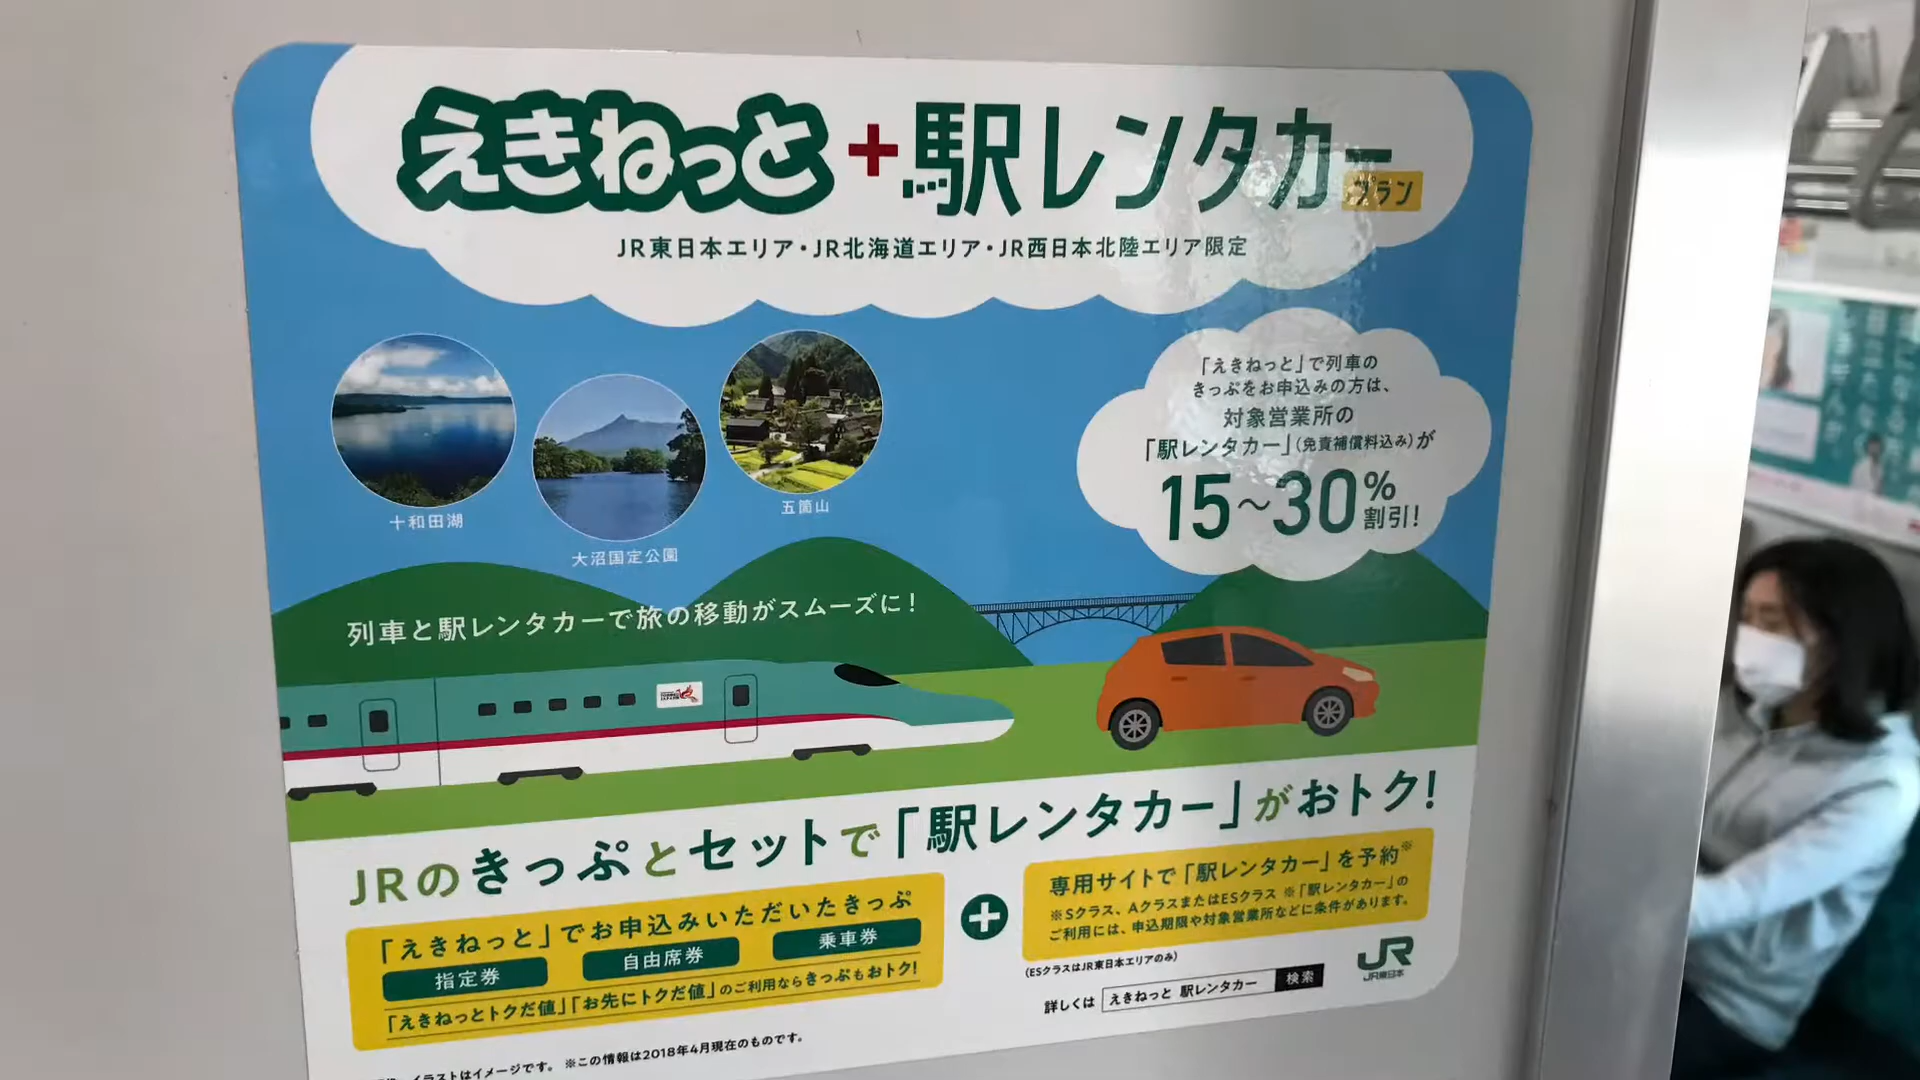 えきねっと+駅レンタカー プラン
JR東日本エリア・JR北海道エリア・JR西日本北陸エリア限定
「えきねっと」で列車の
きっぷをお申込みの方は、
対象営業所の
「駅レンタカー」(免責補償料込み)が
15～30%割引!
十和田湖
大沼国定公園
五箇山
列車と駅レンタカーで旅の移動がスムーズに!
JRのきっぷとセットで「駅レンタカー」がおトク!
「えきねっと」でお申込みいただいたきっぷ
指定券 自由席券 乗車券
「えきねっとトクだ値」「お先にトクだ値」のご利用ならきっぷもおトク!
専用サイトで「駅レンタカー」を予約※
※Sクラス、AクラスまたはESクラス ※「駅レンタカー」の
ご利用には、申込期限や対象営業所などに条件があります。
(ESクラスはJR東日本エリアのみ)
詳しくは えきねっと 駅レンタカー 検索
JR
JR東日本
イラストはイメージです。 ※この情報は2018年4月現在のものです。